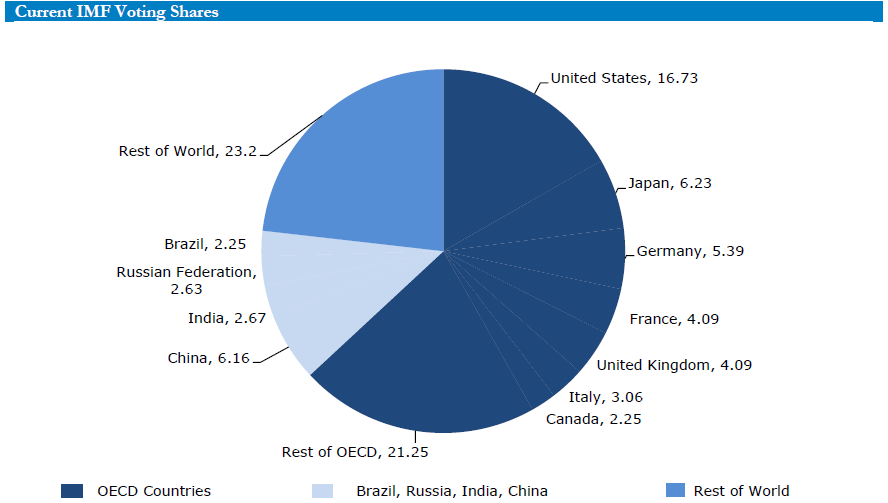 Current IMF Voting Shares
United States, 16.73
Rest of World, 23.2
Japan, 6.23
Brazil, 2.25
Germany, 5.39
Russian Federation,
2.63
India, 2.67
France, 4.09
China, 6.16
United Kingdom, 4.09
Italy, 3.06
Canada, 2.25
Rest of OECD, 21.25
OECD Countries
Brazil, Russia, India, China
Rest of World